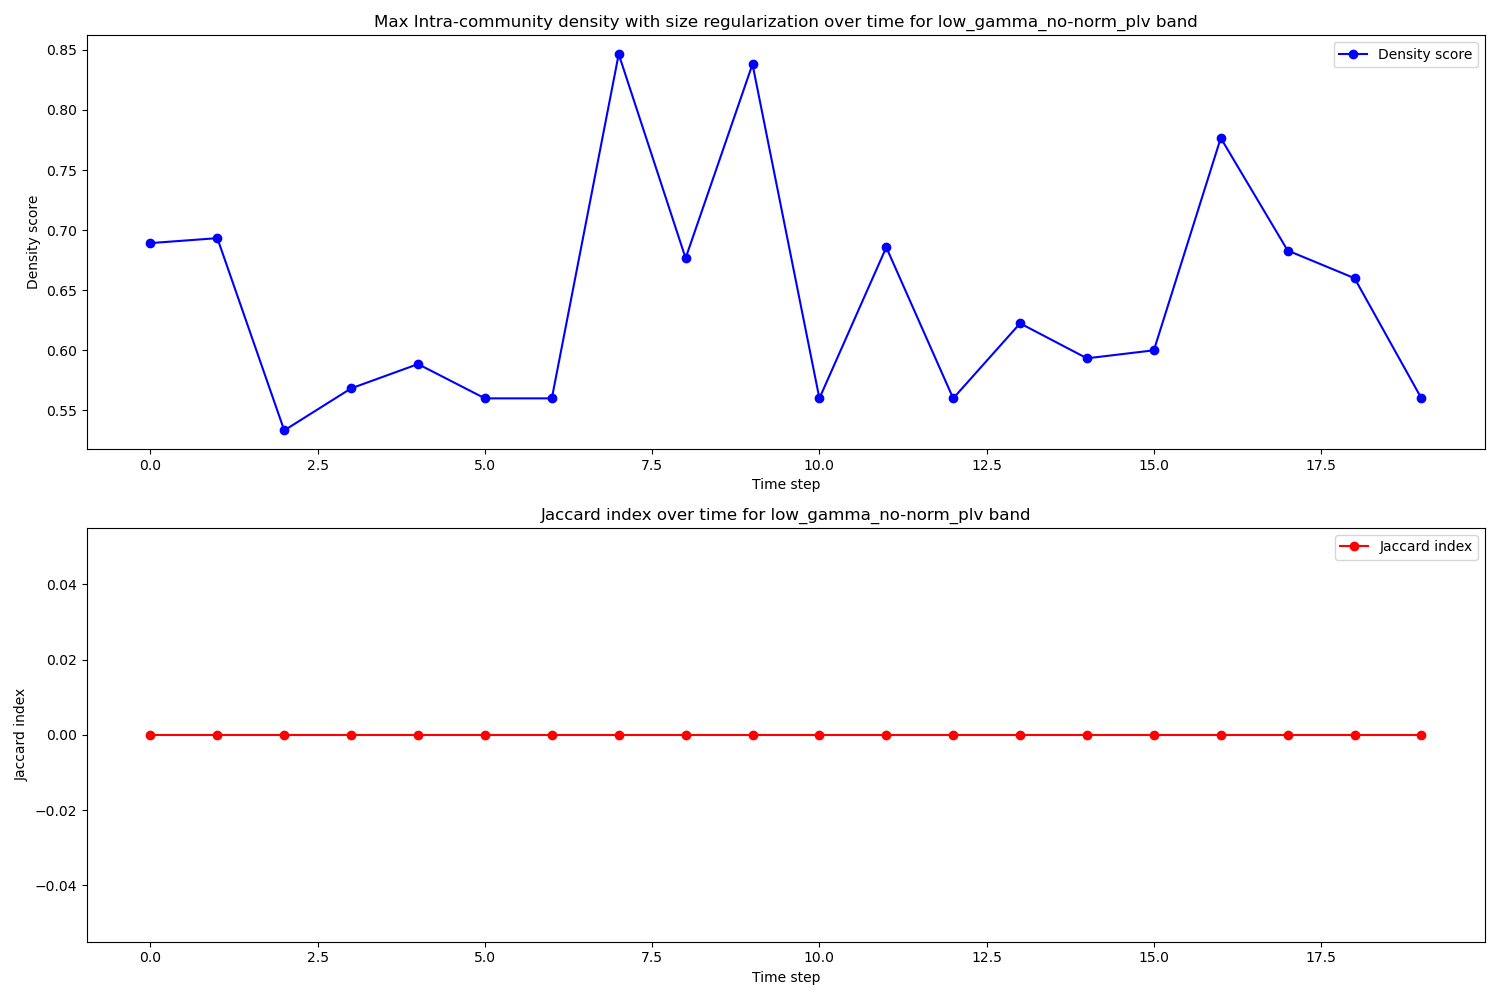 Max Intra-community density with size regularization over time for low_gamma_no-norm_plv band
Density score
0.85
0.80
0.75
0.70
0.65
0.60
0.55
Density score
0.0 2.5 5.0 7.5 10.0 12.5 15.0 17.5
Time step
Jaccard index over time for low_gamma_no-norm_plv band
Jaccard index
0.04
0.02
0.00
−0.02
−0.04
Jaccard index
0.0 2.5 5.0 7.5 10.0 12.5 15.0 17.5
Time step